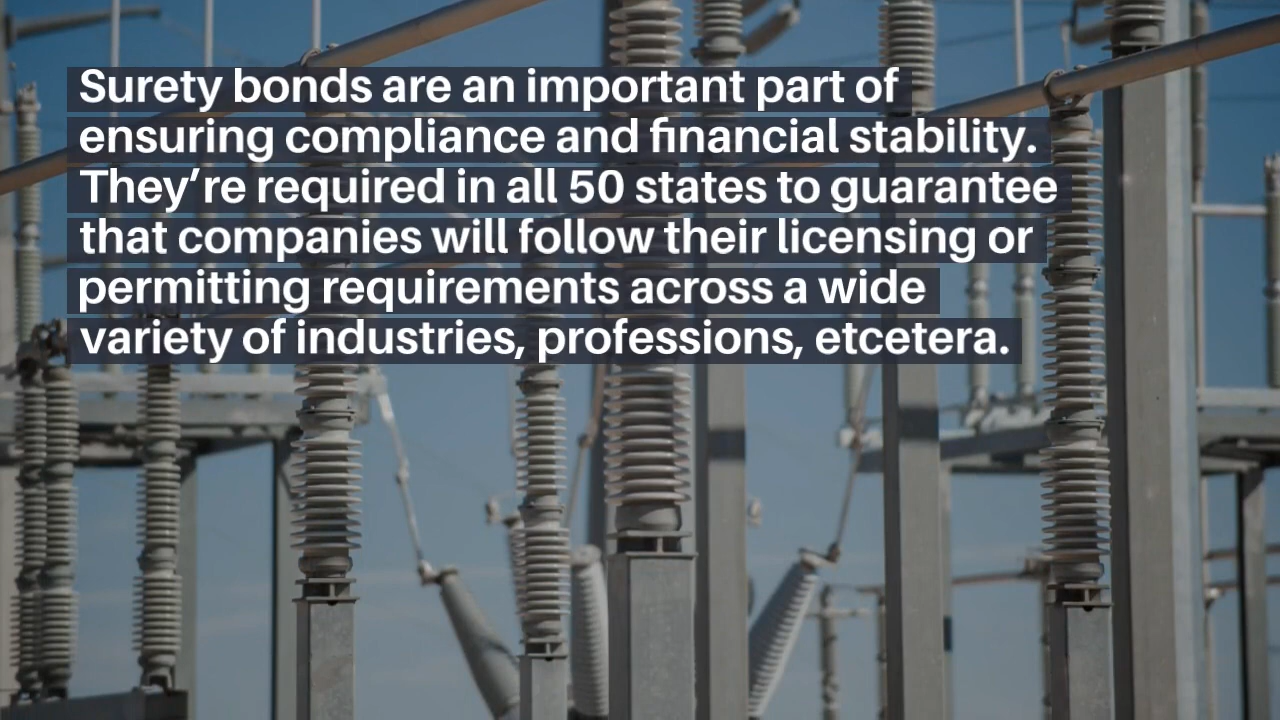 Surety bonds are an important part of
ensuring compliance and financial stability.
They’re required in all 50 states to guarantee
that companies will follow their licensing or
permitting requirements across a wide
variety of industries, professions, etcetera.